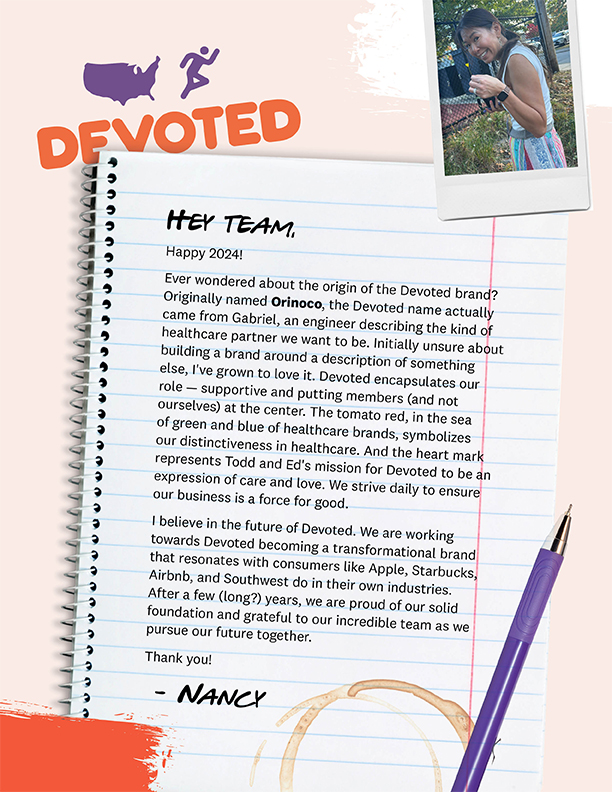 DEVOTED
HEY TEAM,
Happy 2024!
Ever wondered about the origin of the Devoted brand?
Originally named Orinoco, the Devoted name actually
came from Gabriel, an engineer describing the kind of
healthcare partner we want to be. Initially unsure about
building a brand around a description of something
else, I've grown to love it. Devoted encapsulates our
role — supportive and putting members (and not
ourselves) at the center. The tomato red, in the sea
of green and blue of healthcare brands, symbolizes
our distinctiveness in healthcare. And the heart mark
represents Todd and Ed's mission for Devoted to be an
expression of care and love. We strive daily to ensure
our business is a force for good.
I believe in the future of Devoted. We are working
towards Devoted becoming a transformational brand
that resonates with consumers like Apple, Starbucks,
Airbnb, and Southwest do in their own industries.
After a few (long?) years, we are proud of our solid
foundation and grateful to our incredible team as we
pursue our future together.
Thank you!
- NANCY